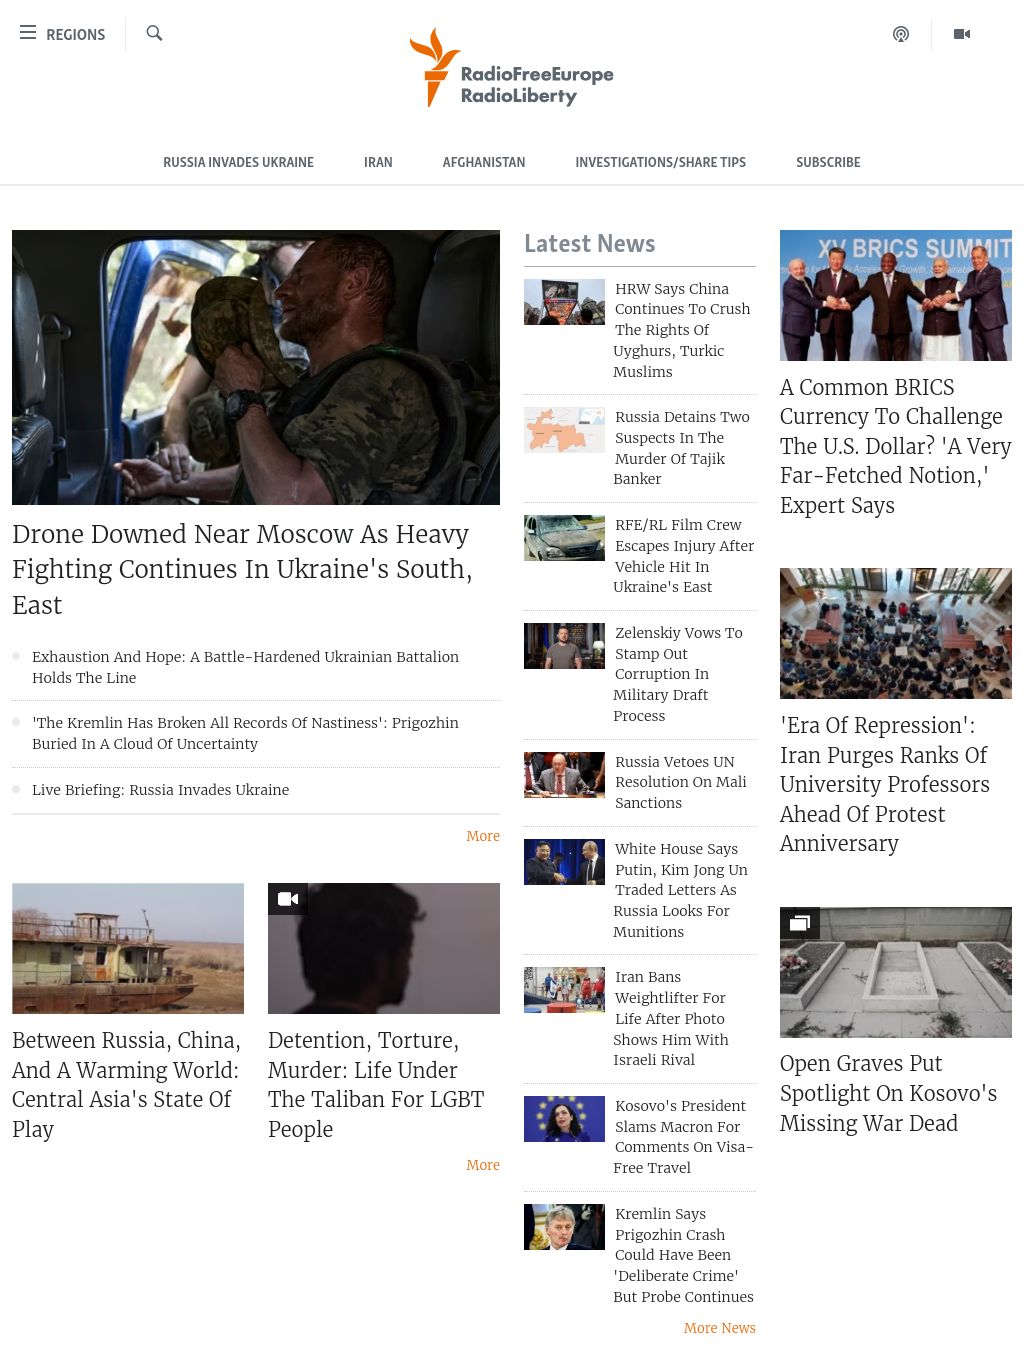 REGIONS
RadioFreeEurope
RadioLiberty
RUSSIA INVADES UKRAINE
IRAN
AFGHANISTAN
INVESTIGATIONS/SHARE TIPS
SUBSCRIBE
Drone Downed Near Moscow As Heavy
Fighting Continues In Ukraine's South,
East
Exhaustion And Hope: A Battle-Hardened Ukrainian Battalion
Holds The Line
'The Kremlin Has Broken All Records Of Nastiness': Prigozhin
Buried In A Cloud Of Uncertainty
Live Briefing: Russia Invades Ukraine
More
Between Russia, China,
And A Warming World:
Central Asia's State Of
Play
Detention, Torture,
Murder: Life Under
The Taliban For LGBT
People
More
Latest News
HRW Says China
Continues To Crush
The Rights Of
Uyghurs, Turkic
Muslims
Russia Detains Two
Suspects In The
Murder Of Tajik
Banker
RFE/RL Film Crew
Escapes Injury After
Vehicle Hit In
Ukraine's East
Zelenskiy Vows To
Stamp Out
Corruption In
Military Draft
Process
Russia Vetoes UN
Resolution On Mali
Sanctions
White House Says
Putin, Kim Jong Un
Traded Letters As
Russia Looks For
Munitions
Iran Bans
Weightlifter For
Life After Photo
Shows Him With
Israeli Rival
Kosovo's President
Slams Macron For
Comments On Visa-
Free Travel
Kremlin Says
Prigozhin Crash
Could Have Been
'Deliberate Crime'
But Probe Continues
More News
XV BRICS SUMMIT
A Common BRICS
Currency To Challenge
The U.S. Dollar? 'A Very
Far-Fetched Notion,'
Expert Says
'Era Of Repression':
Iran Purges Ranks Of
University Professors
Ahead Of Protest
Anniversary
Open Graves Put
Spotlight On Kosovo's
Missing War Dead